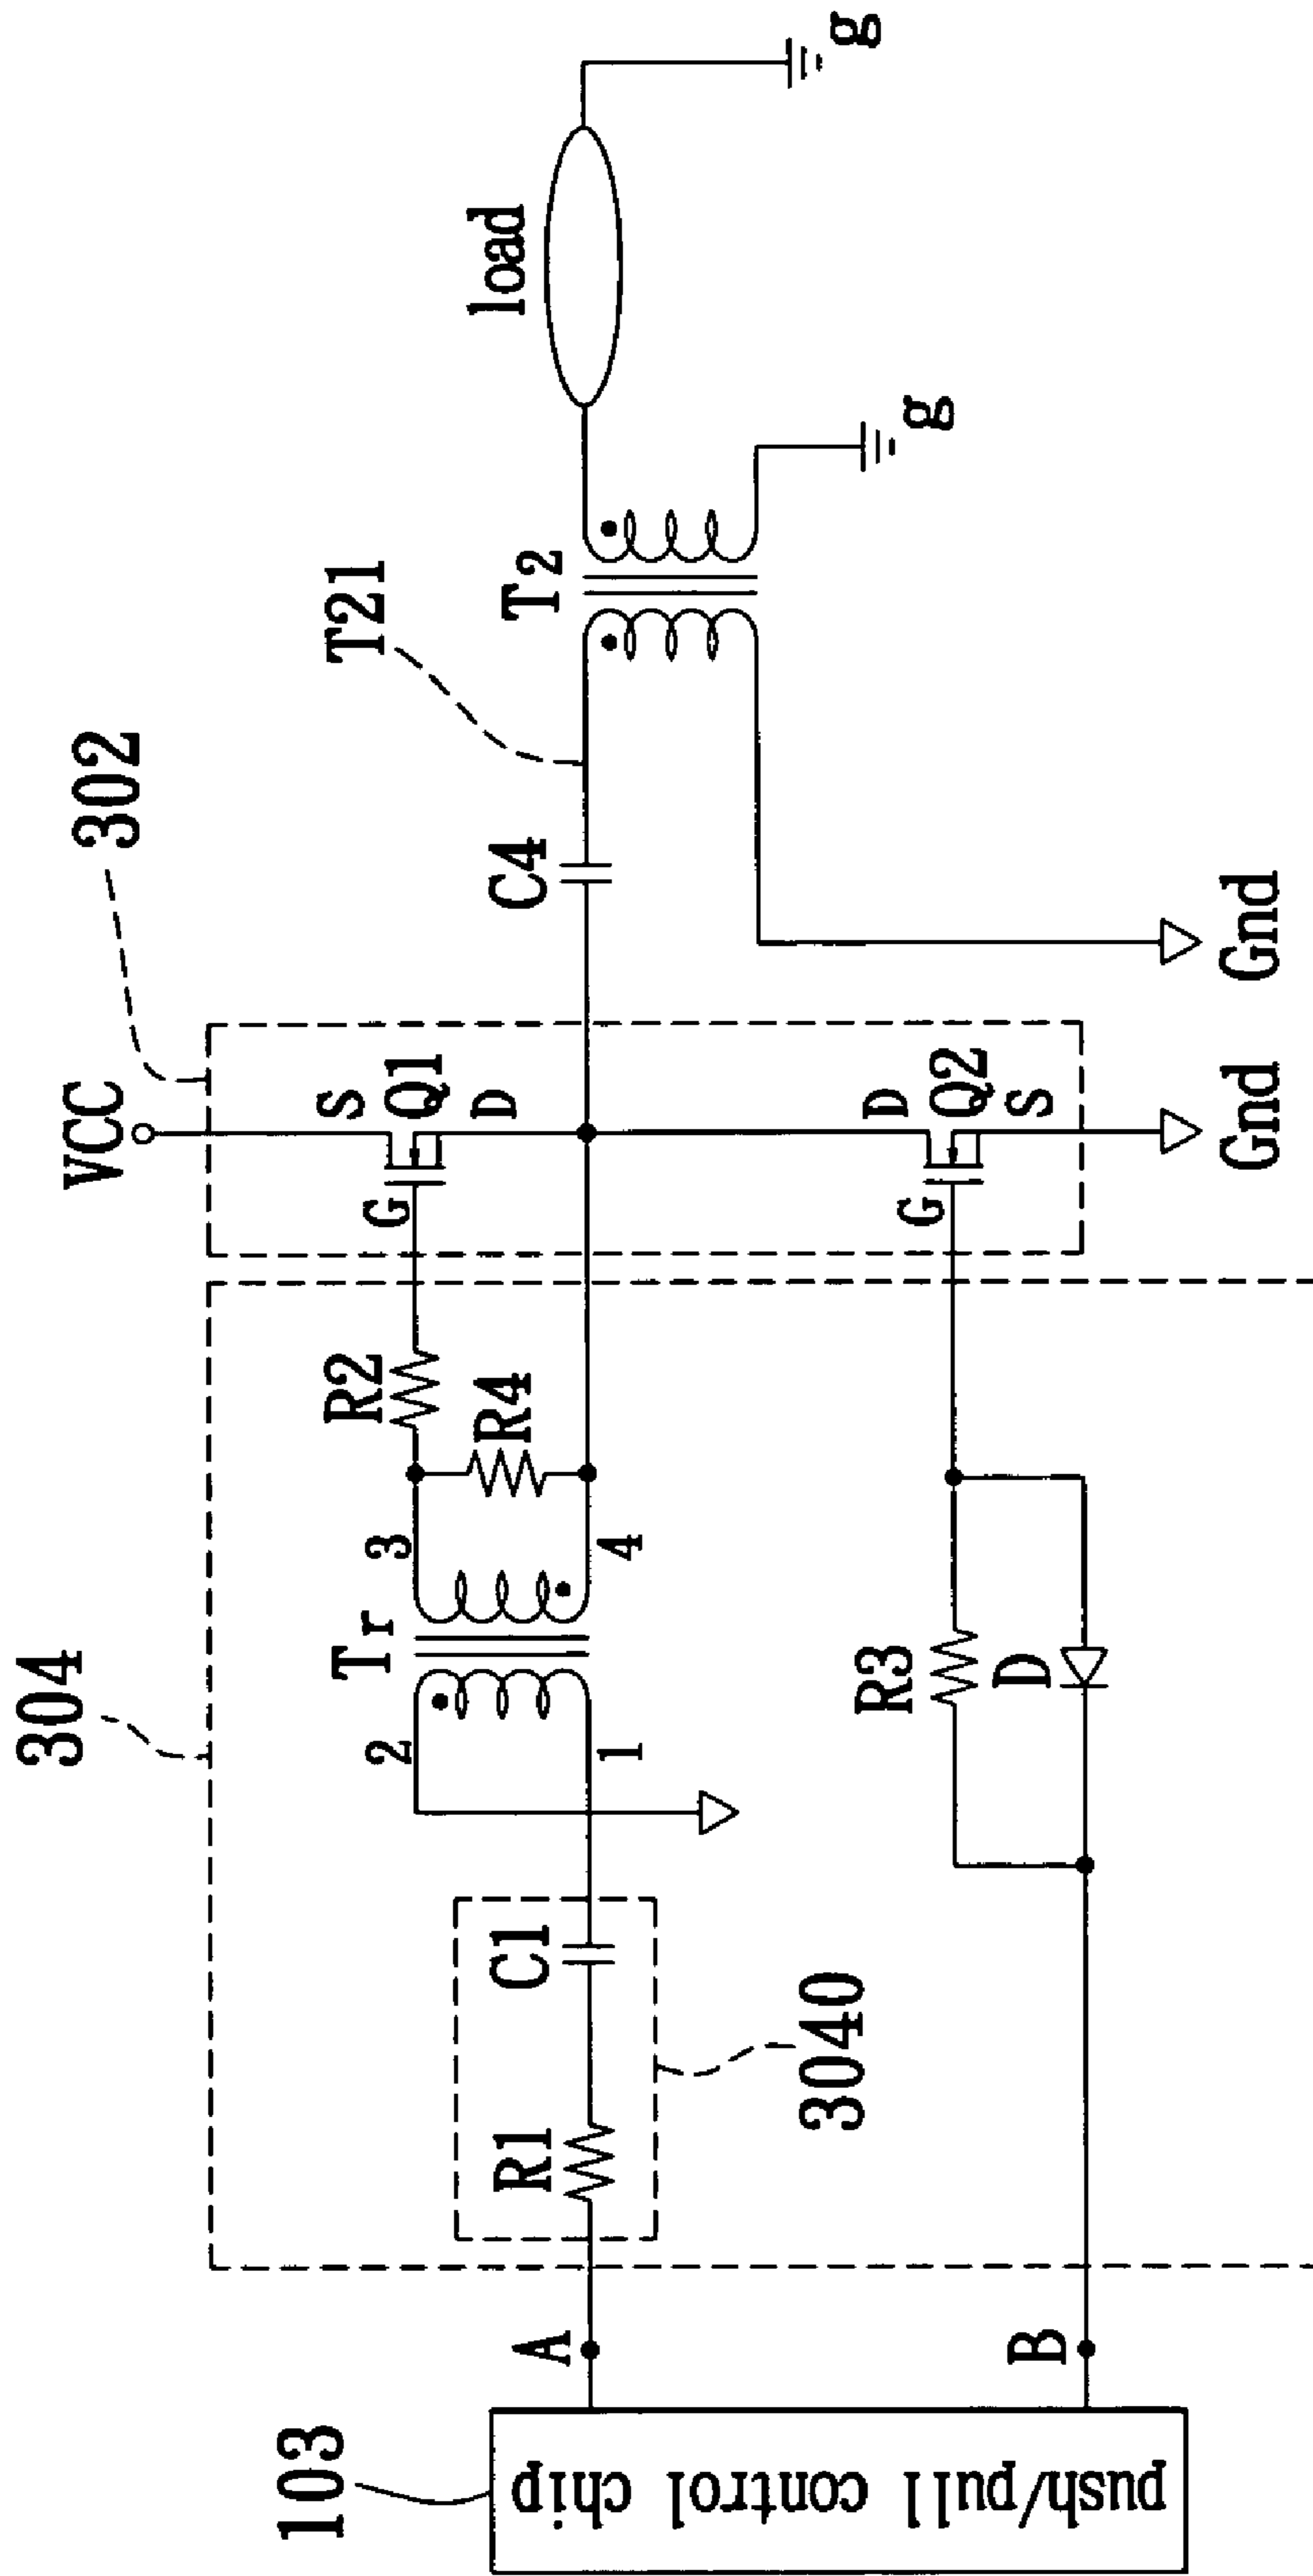 103
push/pull control chip
A
B
304
3040
R1
C1
2
1
Tr
3
4
R2
R4
R3
D
302
VCC
S
Q1
D
G
D
Q2
S
G
Gnd
Gnd
C4
T21
T2
g
load
g